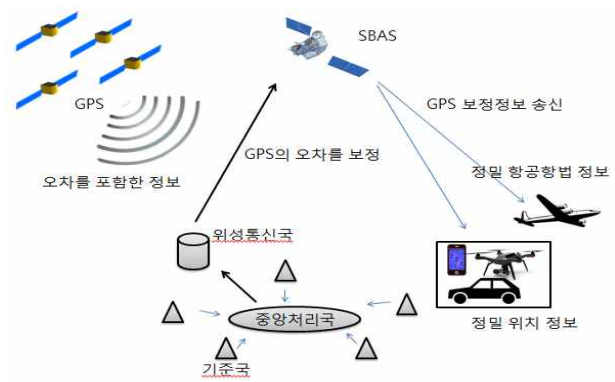 SBAS
GPS
GPS 보정정보 송신
GPS의 오차를 보정
오차를 포함한 정보
정밀 항공항법 정보
위성통신국
중앙처리국
정밀 위치 정보
기준국